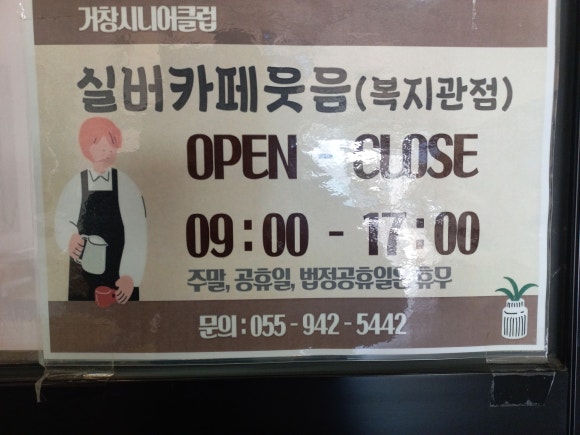 거창시니어클럽
실버카페웃음(복지관점)
OPEN - CLOSE
09:00 - 17:00
주말, 공휴일, 법정공휴일은 휴무
문의 : 055 - 942 - 5442